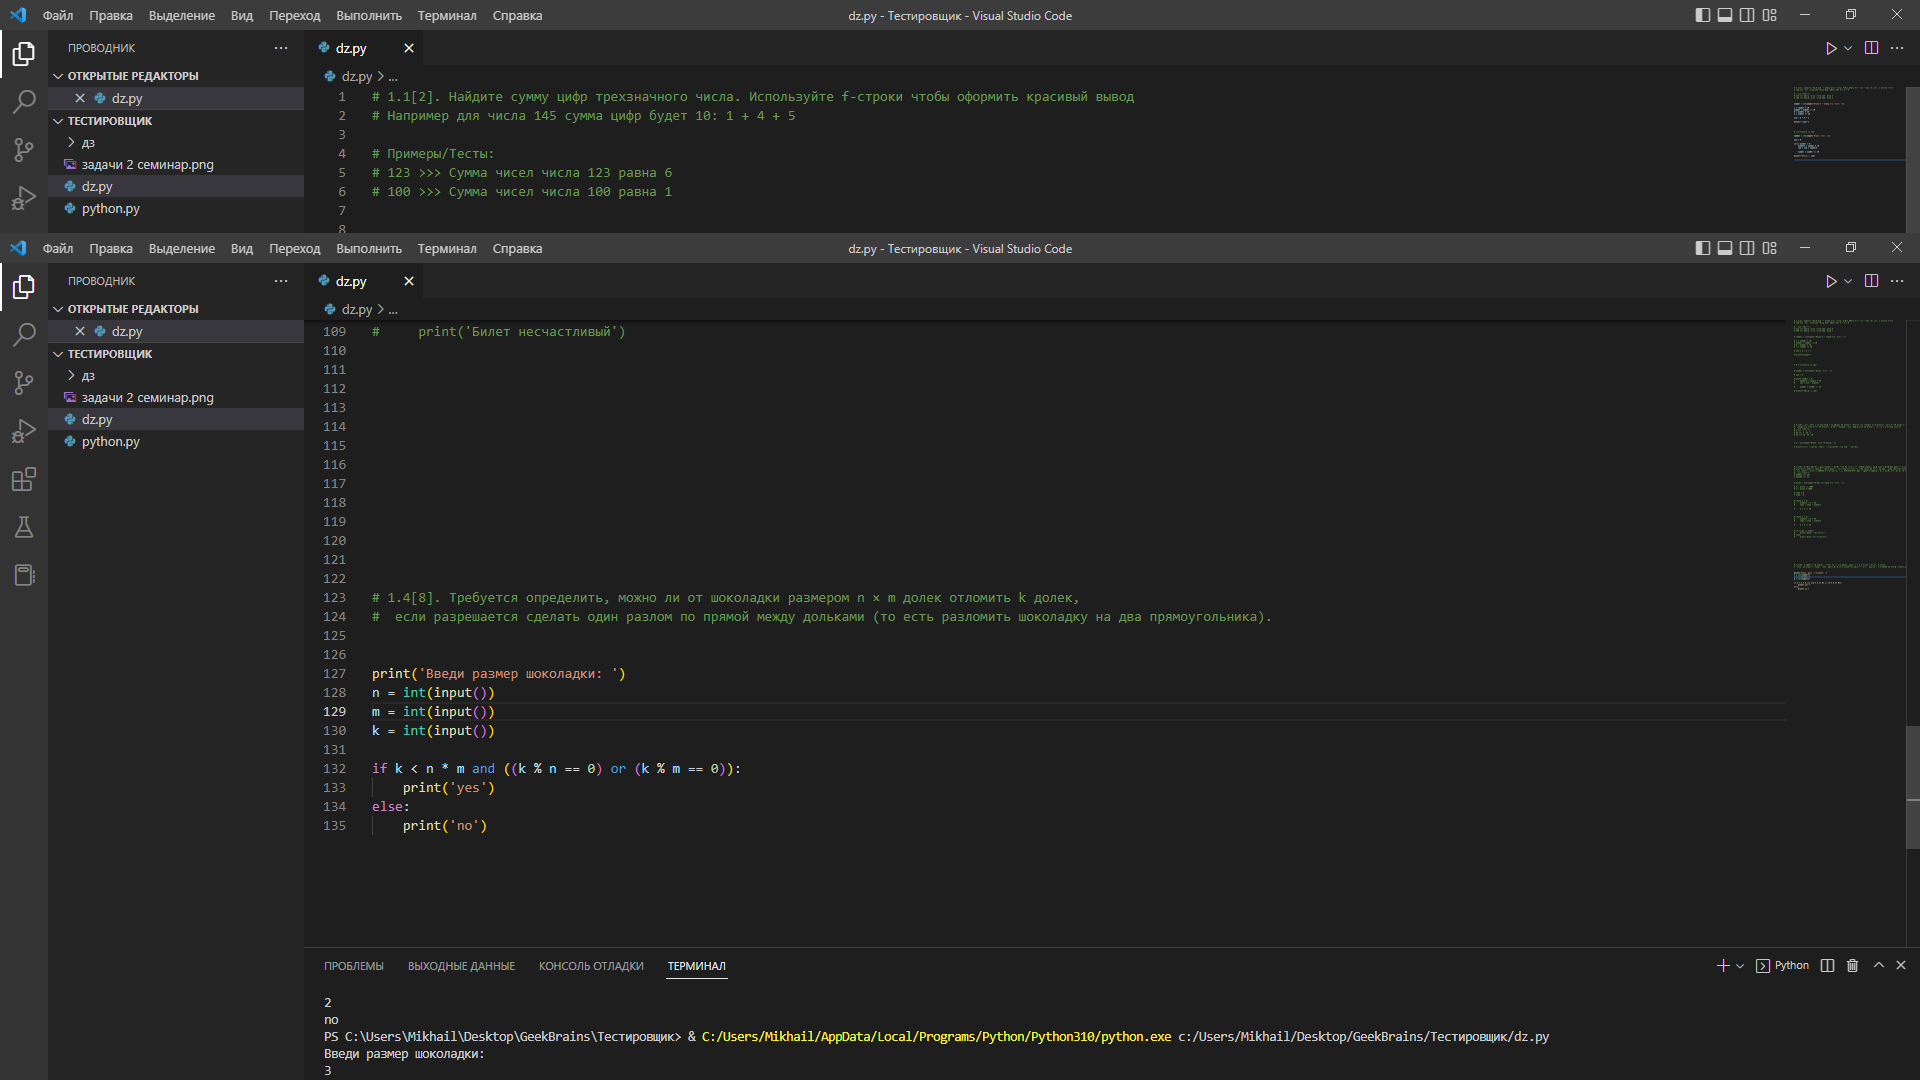 Файл Правка Выделение Вид Переход Выполнить Терминал Справка
dz.py - Тестировщик - Visual Studio Code
ПРОВОДНИК
ОТКРЫТЫЕ РЕДАКТОРЫ
dz.py
ТЕСТИРОВЩИК
дз
задачи 2 семинар.png
dz.py
python.py
dz.py
dz.py > ...
1 # 1.1[2]. Найдите сумму цифр трехзначного числа. Используйте f-строки чтобы оформить красивый вывод
2 # Например для числа 145 сумма цифр будет 10: 1 + 4 + 5
3
4 # Примеры/Тесты:
5 # 123 >>> Сумма чисел числа 123 равна 6
6 # 100 >>> Сумма чисел числа 100 равна 1
7
8
Файл Правка Выделение Вид Переход Выполнить Терминал Справка
dz.py - Тестировщик - Visual Studio Code
ПРОВОДНИК
ОТКРЫТЫЕ РЕДАКТОРЫ
dz.py
ТЕСТИРОВЩИК
дз
задачи 2 семинар.png
dz.py
python.py
dz.py
dz.py > ...
109 #     print('Билет несчастливый')
110
111
112
113
114
115
116
117
118
119
120
121
122
123 # 1.4[8]. Требуется определить, можно ли от шоколадки размером n × m долек отломить k долек,
124 #  если разрешается сделать один разлом по прямой между дольками (то есть разломить шоколадку на два прямоугольника).
125
126
127 print('Введи размер шоколадки: ')
128 n = int(input())
129 m = int(input())
130 k = int(input())
131
132 if k < n * m and ((k % n == 0) or (k % m == 0)):
133     print('yes')
134 else:
135     print('no')
ПРОБЛЕМЫ ВЫХОДНЫЕ ДАННЫЕ КОНСОЛЬ ОТЛАДКИ ТЕРМИНАЛ
Python
2
no
PS C:\Users\Mikhail\Desktop\GeekBrains\Тестировщик> & C:/Users/Mikhail/AppData/Local/Programs/Python/Python310/python.exe c:/Users/Mikhail/Desktop/GeekBrains/Тестировщик/dz.py
Введи размер шоколадки:
3